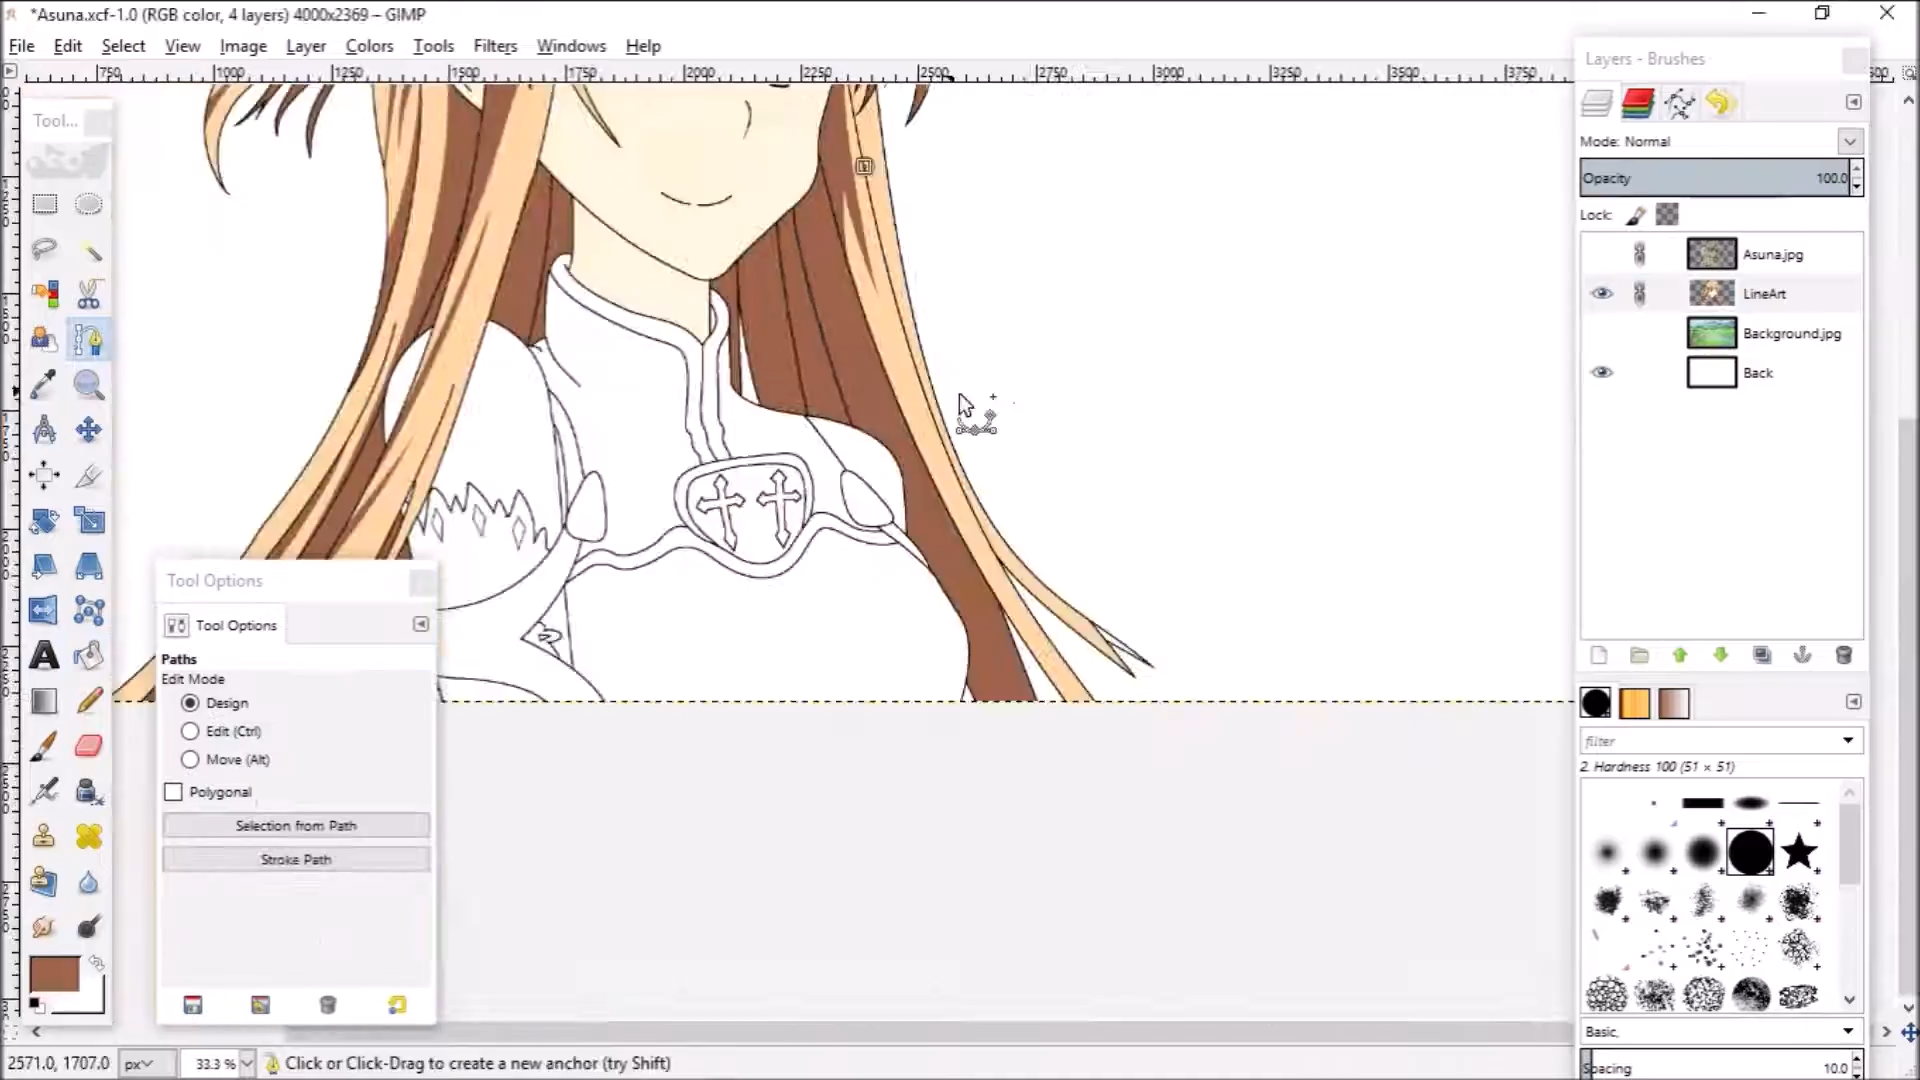 *Asuna.xcf-1.0 (RGB color, 4 layers) 4000x2369 – GIMP
File Edit Select View Image Layer Colors Tools Filters Windows Help
750 1000 1250 1500 1750 2000 2250 2500 2750 3000 3250 3500 3750
Layers - Brushes
Tool...
Mode: Normal
Opacity 100.0
Lock:
Asuna.jpg
LineArt
Background.jpg
Back
Tool Options
Tool Options
Paths
Edit Mode
Design
Edit (Ctrl)
Move (Alt)
Polygonal
Selection from Path
Stroke Path
filter
2. Hardness 100 (51 × 51)
Basic,
Spacing 10.0
2571.0, 1707.0 px 33.3 % Click or Click-Drag to create a new anchor (try Shift)